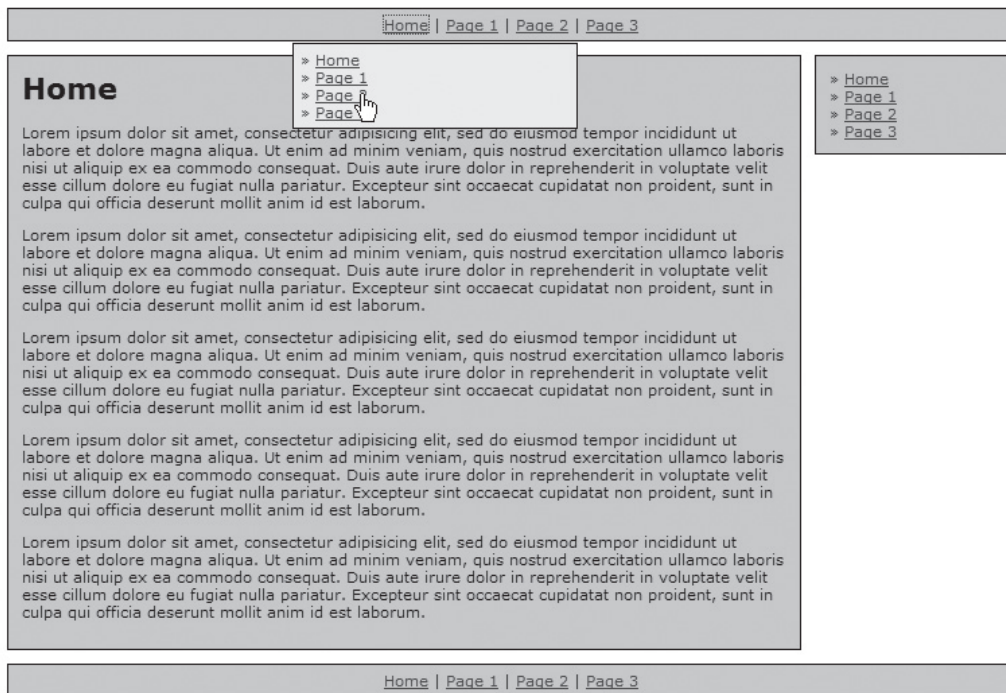 Home | Page 1 | Page 2 | Page 3
» Home
» Page 1
» Page
» Page
Home
Lorem ipsum dolor sit amet, consectetur adipisicing elit, sed do eiusmod tempor incididunt ut
labore et dolore magna aliqua. Ut enim ad minim veniam, quis nostrud exercitation ullamco laboris
nisi ut aliquip ex ea commodo consequat. Duis aute irure dolor in reprehenderit in voluptate velit
esse cillum dolore eu fugiat nulla pariatur. Excepteur sint occaecat cupidatat non proident, sunt in
culpa qui officia deserunt mollit anim id est laborum.
Lorem ipsum dolor sit amet, consectetur adipisicing elit, sed do eiusmod tempor incididunt ut
labore et dolore magna aliqua. Ut enim ad minim veniam, quis nostrud exercitation ullamco laboris
nisi ut aliquip ex ea commodo consequat. Duis aute irure dolor in reprehenderit in voluptate velit
esse cillum dolore eu fugiat nulla pariatur. Excepteur sint occaecat cupidatat non proident, sunt in
culpa qui officia deserunt mollit anim id est laborum.
Lorem ipsum dolor sit amet, consectetur adipisicing elit, sed do eiusmod tempor incididunt ut
labore et dolore magna aliqua. Ut enim ad minim veniam, quis nostrud exercitation ullamco laboris
nisi ut aliquip ex ea commodo consequat. Duis aute irure dolor in reprehenderit in voluptate velit
esse cillum dolore eu fugiat nulla pariatur. Excepteur sint occaecat cupidatat non proident, sunt in
culpa qui officia deserunt mollit anim id est laborum.
Lorem ipsum dolor sit amet, consectetur adipisicing elit, sed do eiusmod tempor incididunt ut
labore et dolore magna aliqua. Ut enim ad minim veniam, quis nostrud exercitation ullamco laboris
nisi ut aliquip ex ea commodo consequat. Duis aute irure dolor in reprehenderit in voluptate velit
esse cillum dolore eu fugiat nulla pariatur. Excepteur sint occaecat cupidatat non proident, sunt in
culpa qui officia deserunt mollit anim id est laborum.
Lorem ipsum dolor sit amet, consectetur adipisicing elit, sed do eiusmod tempor incididunt ut
labore et dolore magna aliqua. Ut enim ad minim veniam, quis nostrud exercitation ullamco laboris
nisi ut aliquip ex ea commodo consequat. Duis aute irure dolor in reprehenderit in voluptate velit
esse cillum dolore eu fugiat nulla pariatur. Excepteur sint occaecat cupidatat non proident, sunt in
culpa qui officia deserunt mollit anim id est laborum.
» Home
» Page 1
» Page 2
» Page 3
Home | Page 1 | Page 2 | Page 3